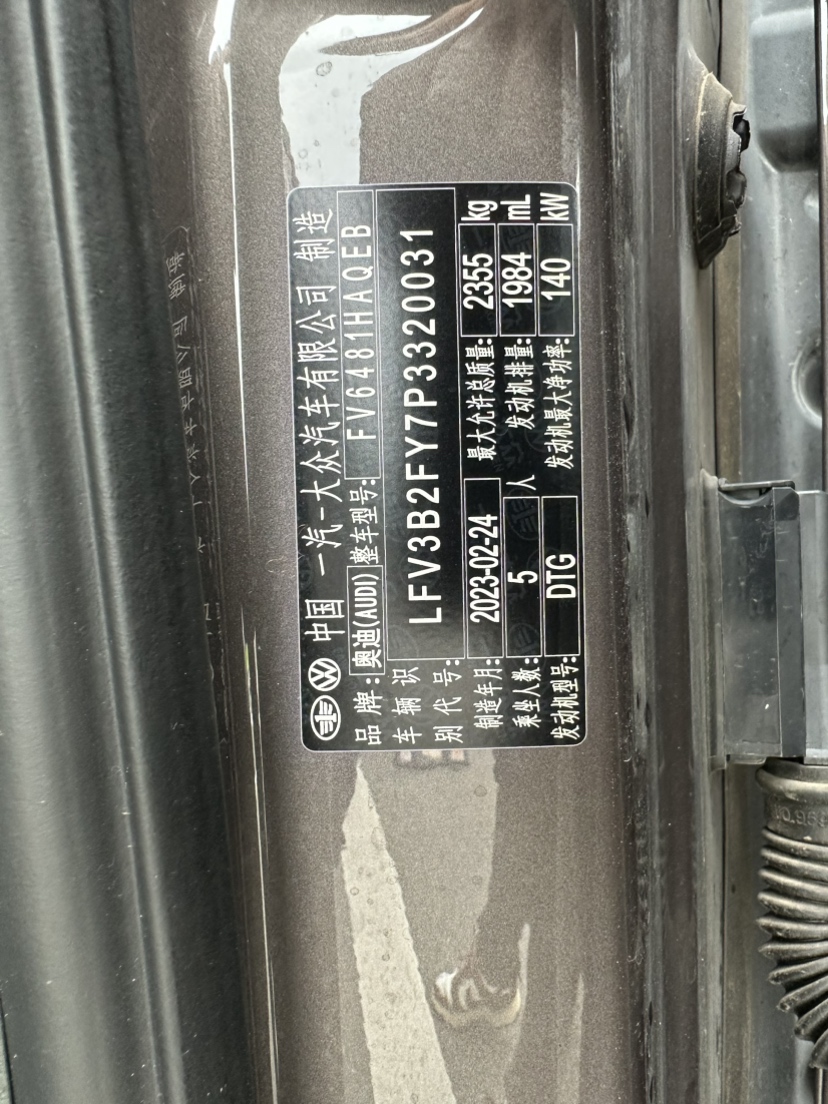 中国 一汽-大众汽车有限公司 制造
品牌: 奥迪(AUDI) 整车型号: FV6481HAQEB
车辆识别代号: LFV3B2FY7P3320031
制造年月: 2023-02-24 最大允许总质量: 2355 kg
乘坐人数: 5 人 发动机排量: 1984 mL
发动机型号: DTG 发动机最大净功率: 140 kW